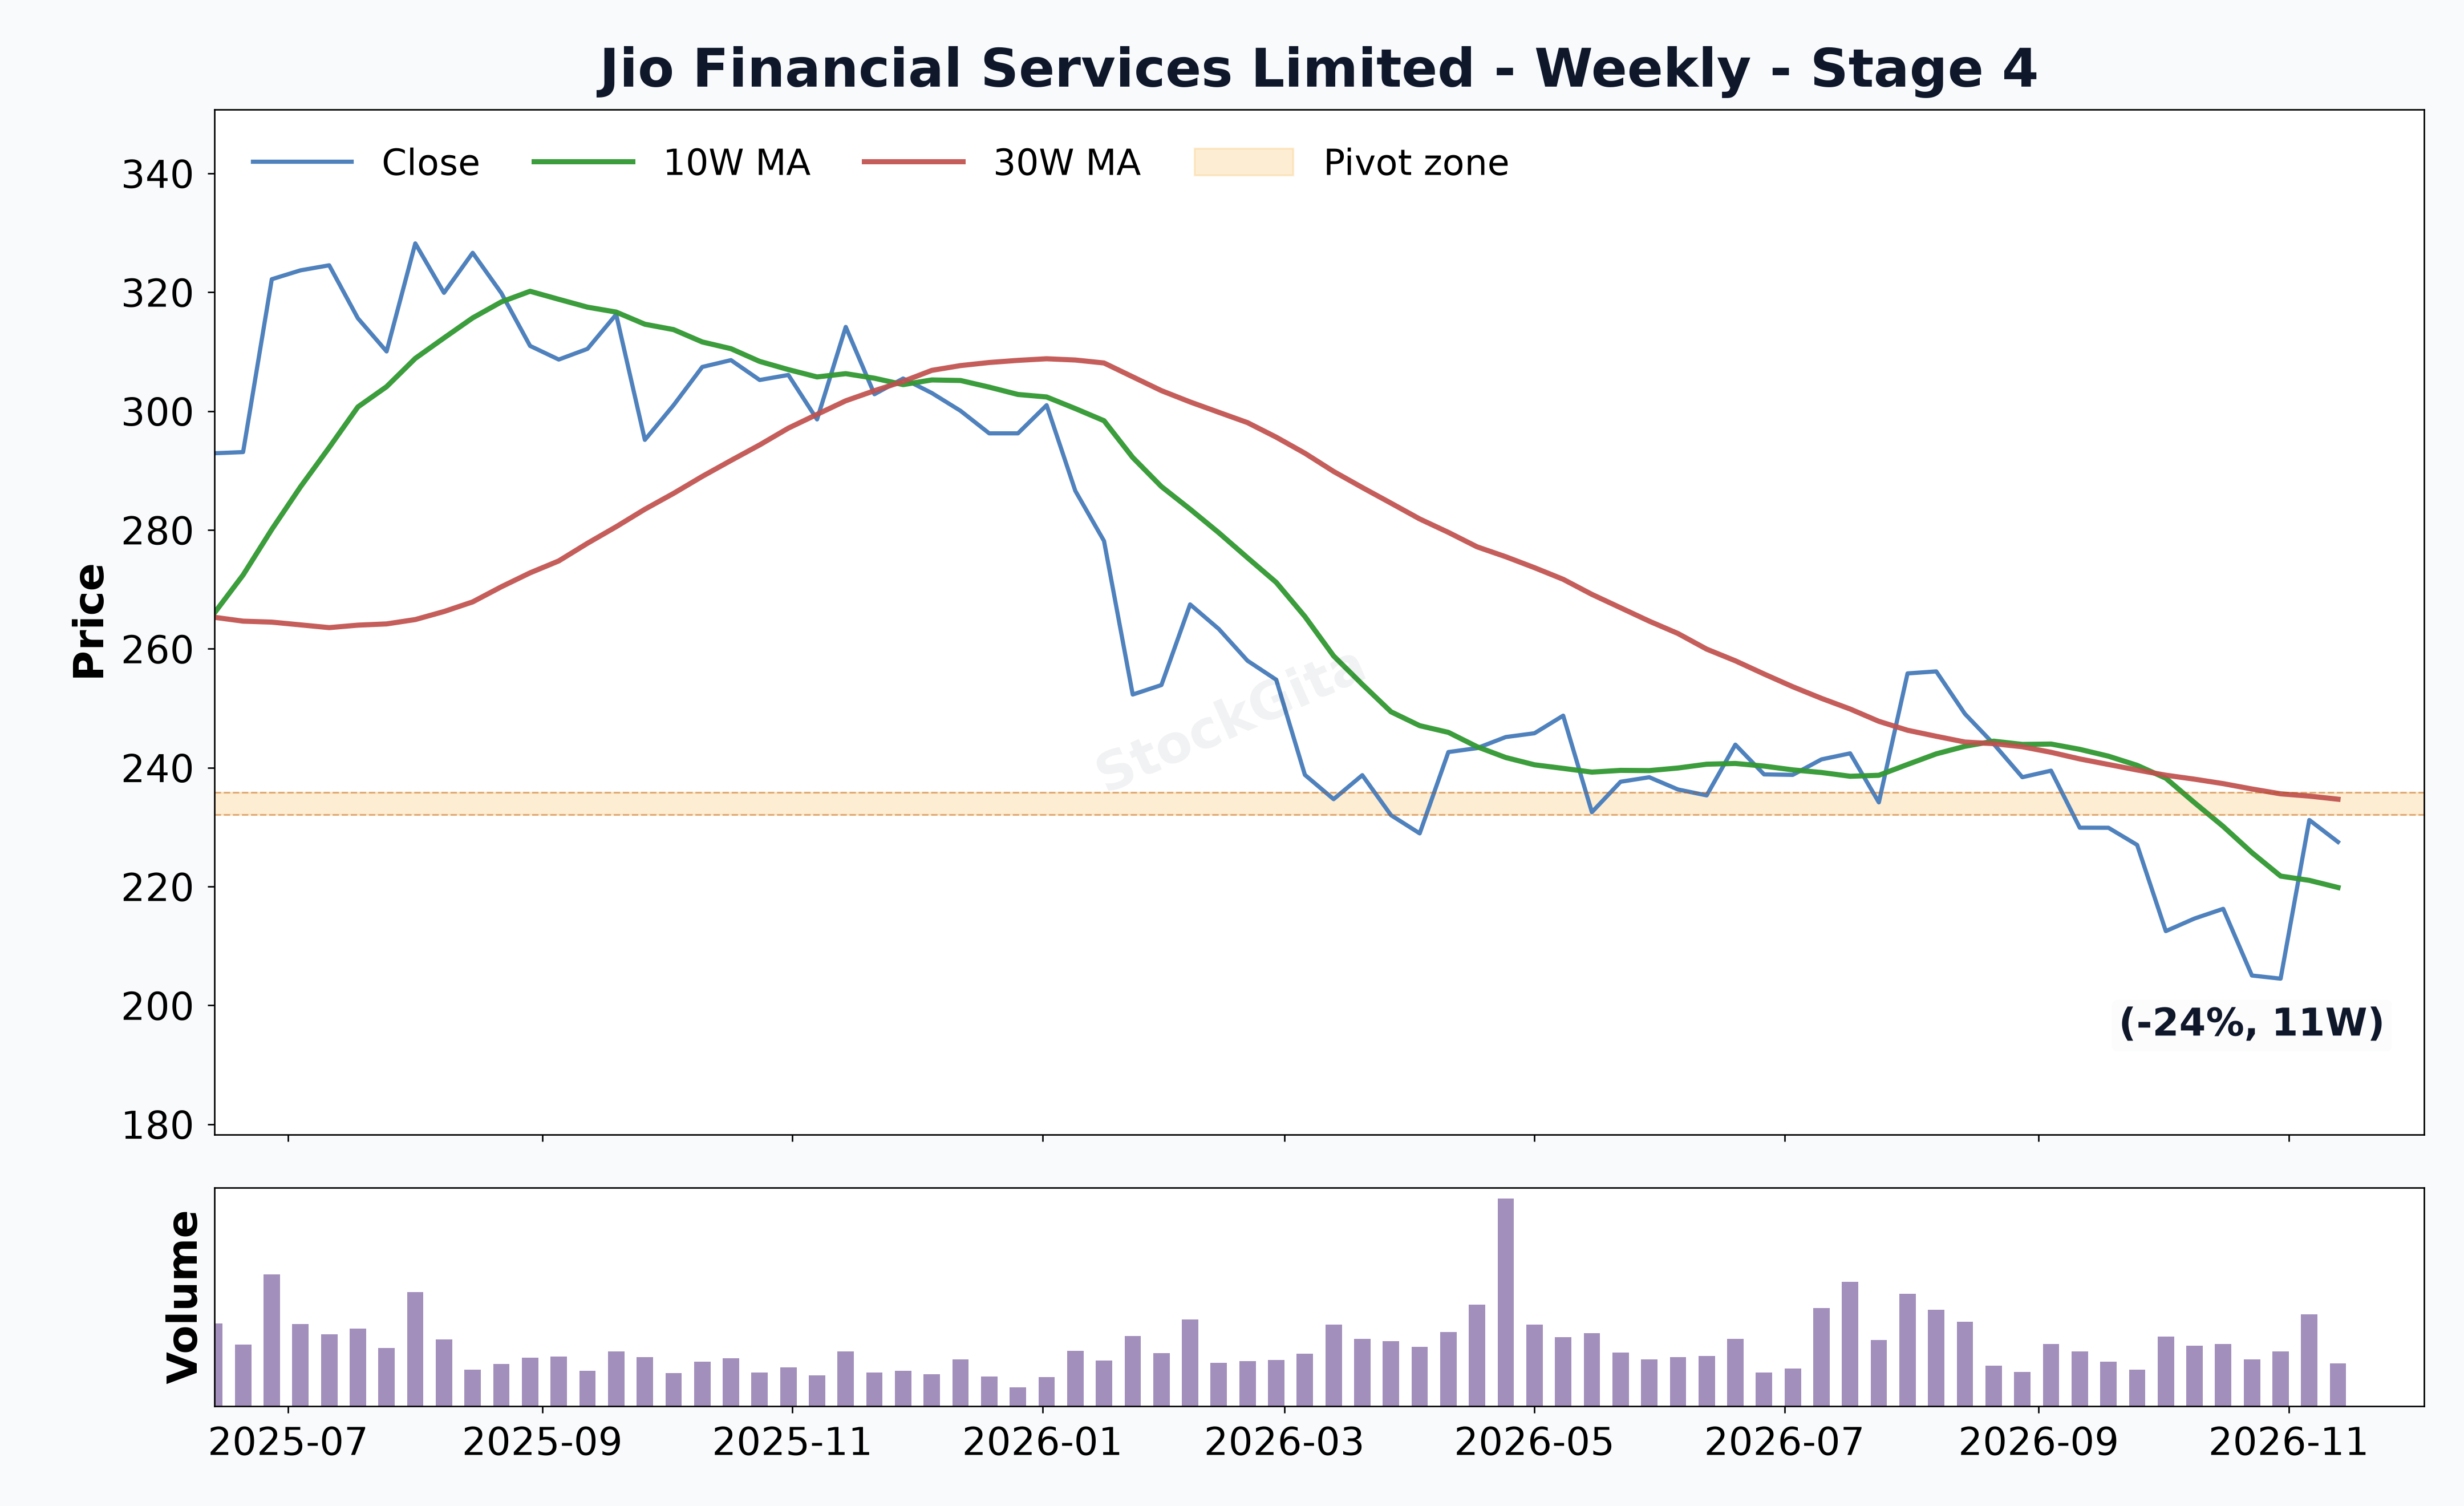 Jio Financial Services Limited - Weekly - Stage 4
Close 10W MA 30W MA Pivot zone
340
320
300
280
260
240
220
200
180
Price
StockGita
(-24%, 11W)
Volume
2025-07 2025-09 2025-11 2026-01 2026-03 2026-05 2026-07 2026-09 2026-11